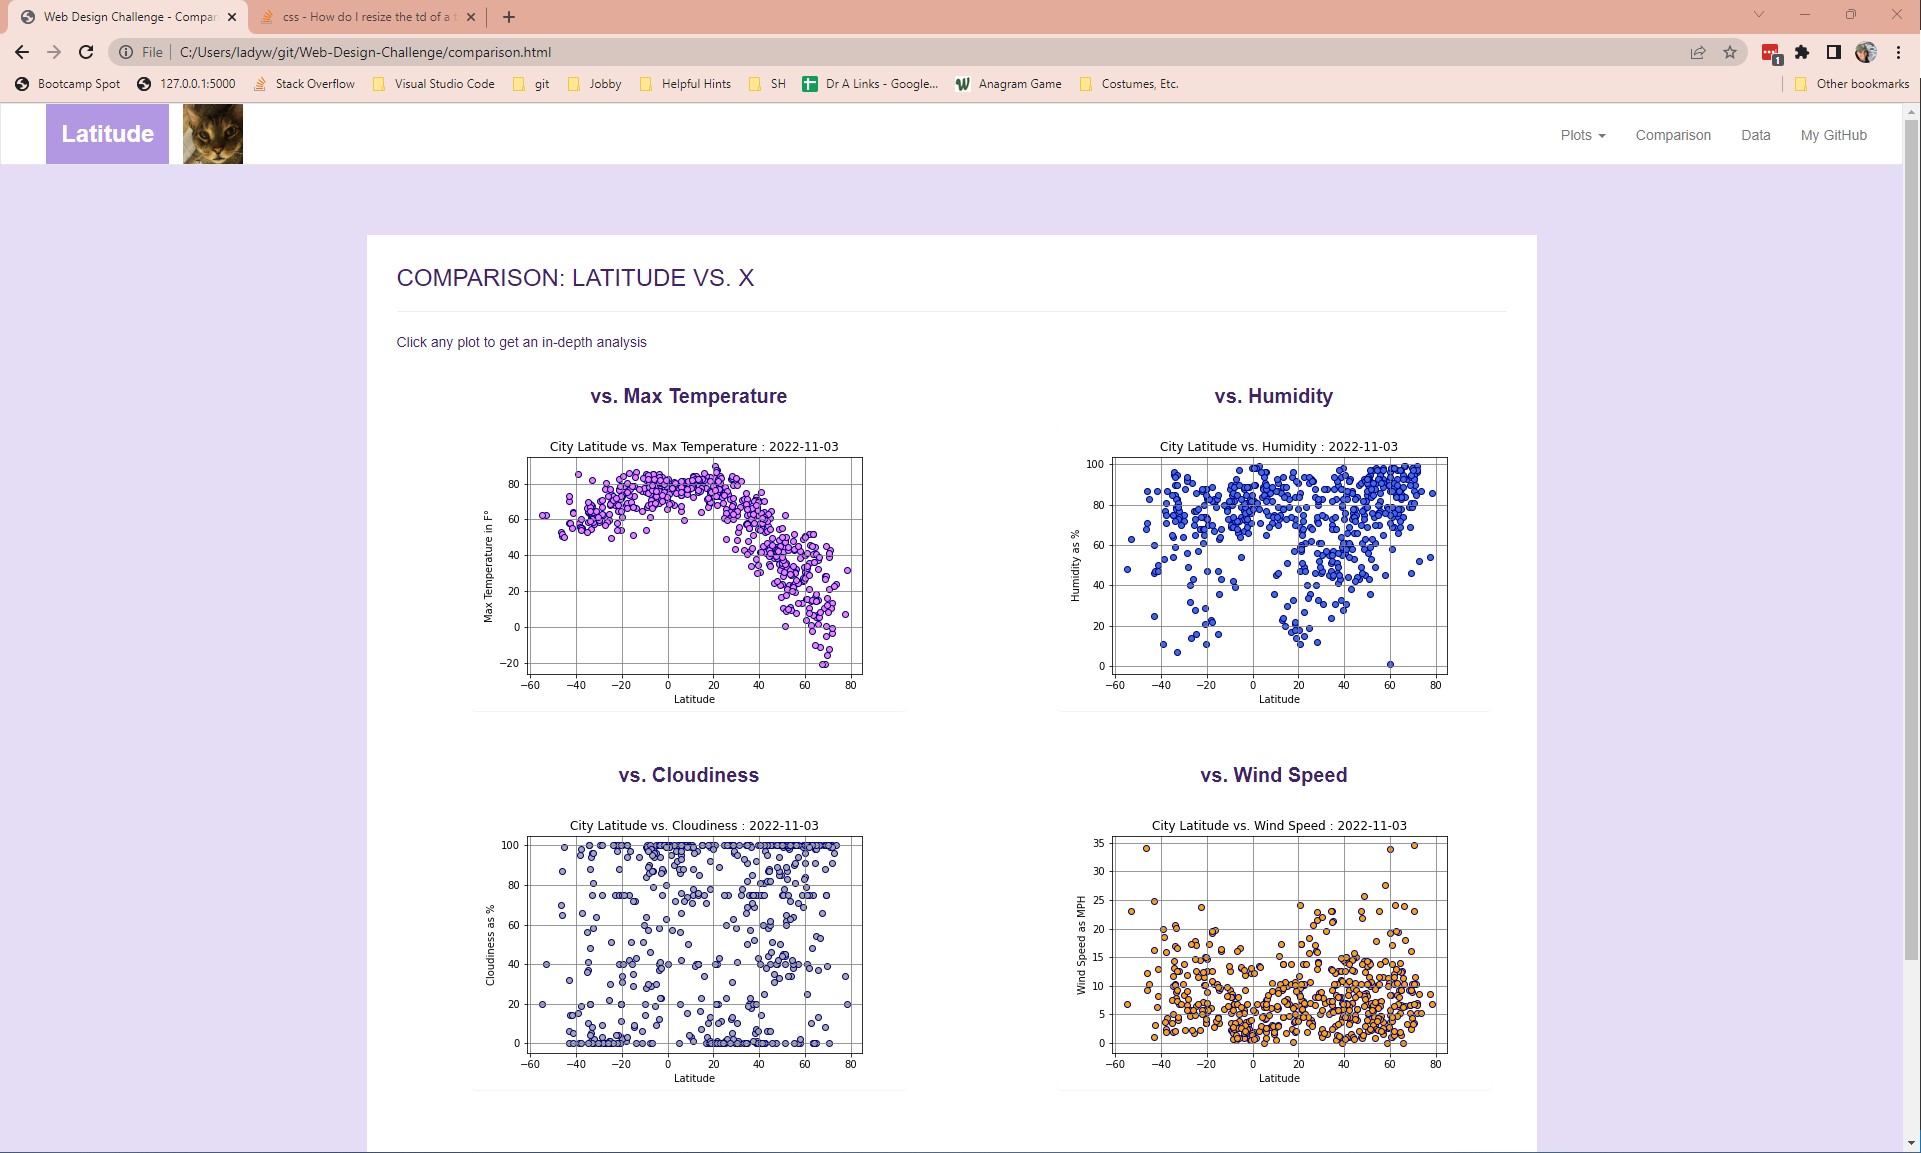 Web Design Challenge - Compar
css - How do I resize the td of a t
File
C:/Users/ladyw/git/Web-Design-Challenge/comparison.html
1
Bootcamp Spot
127.0.0.1:5000
Stack Overflow
Visual Studio Code
git
Jobby
Helpful Hints
SH
Dr A Links - Google...
Anagram Game
Costumes, Etc.
Other bookmarks
Latitude
Plots
Comparison
Data
My GitHub
COMPARISON: LATITUDE VS. X
Click any plot to get an in-depth analysis
vs. Max Temperature
City Latitude vs. Max Temperature : 2022-11-03
Max Temperature in F°
80
60
40
20
0
−20
−60 −40 −20 0 20 40 60 80
Latitude
vs. Humidity
City Latitude vs. Humidity : 2022-11-03
Humidity as %
100
80
60
40
20
0
−60 −40 −20 0 20 40 60 80
Latitude
vs. Cloudiness
City Latitude vs. Cloudiness : 2022-11-03
Cloudiness as %
100
80
60
40
20
0
−60 −40 −20 0 20 40 60 80
Latitude
vs. Wind Speed
City Latitude vs. Wind Speed : 2022-11-03
Wind Speed as MPH
35
30
25
20
15
10
5
0
−60 −40 −20 0 20 40 60 80
Latitude